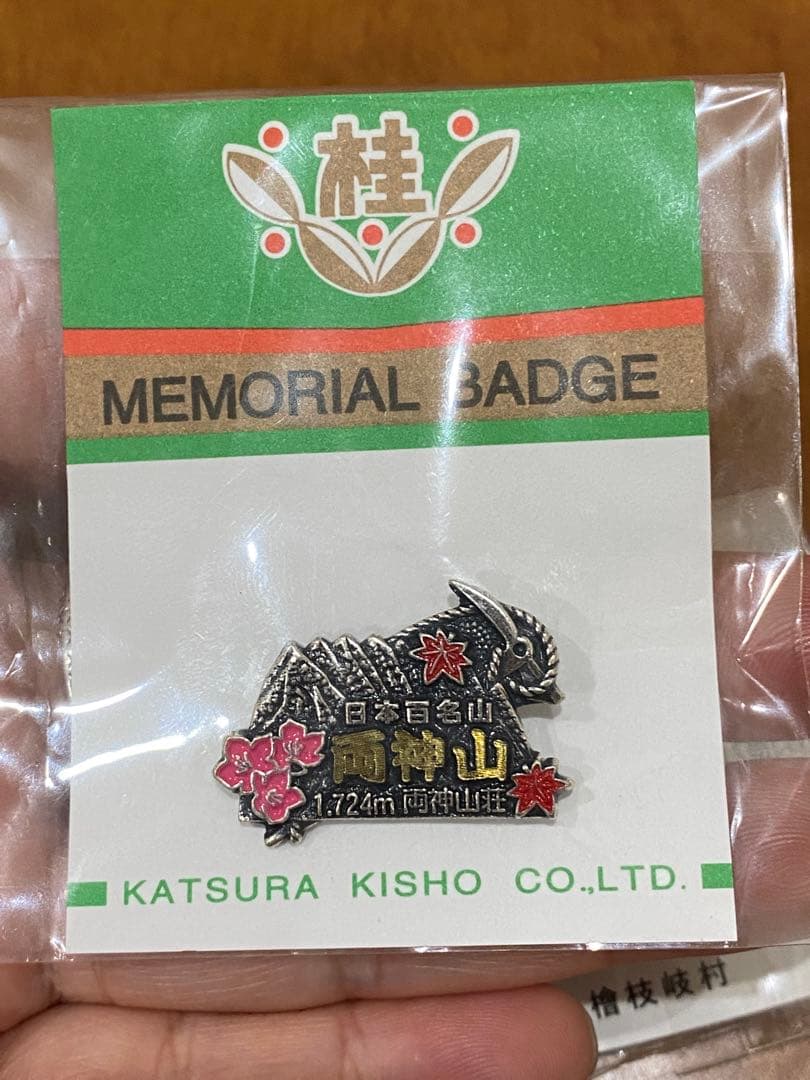 桂
MEMORIAL BADGE
日本百名山
両神山
1.724m 両神山荘
KATSURA KISHO CO.,LTD.
檜枝岐村